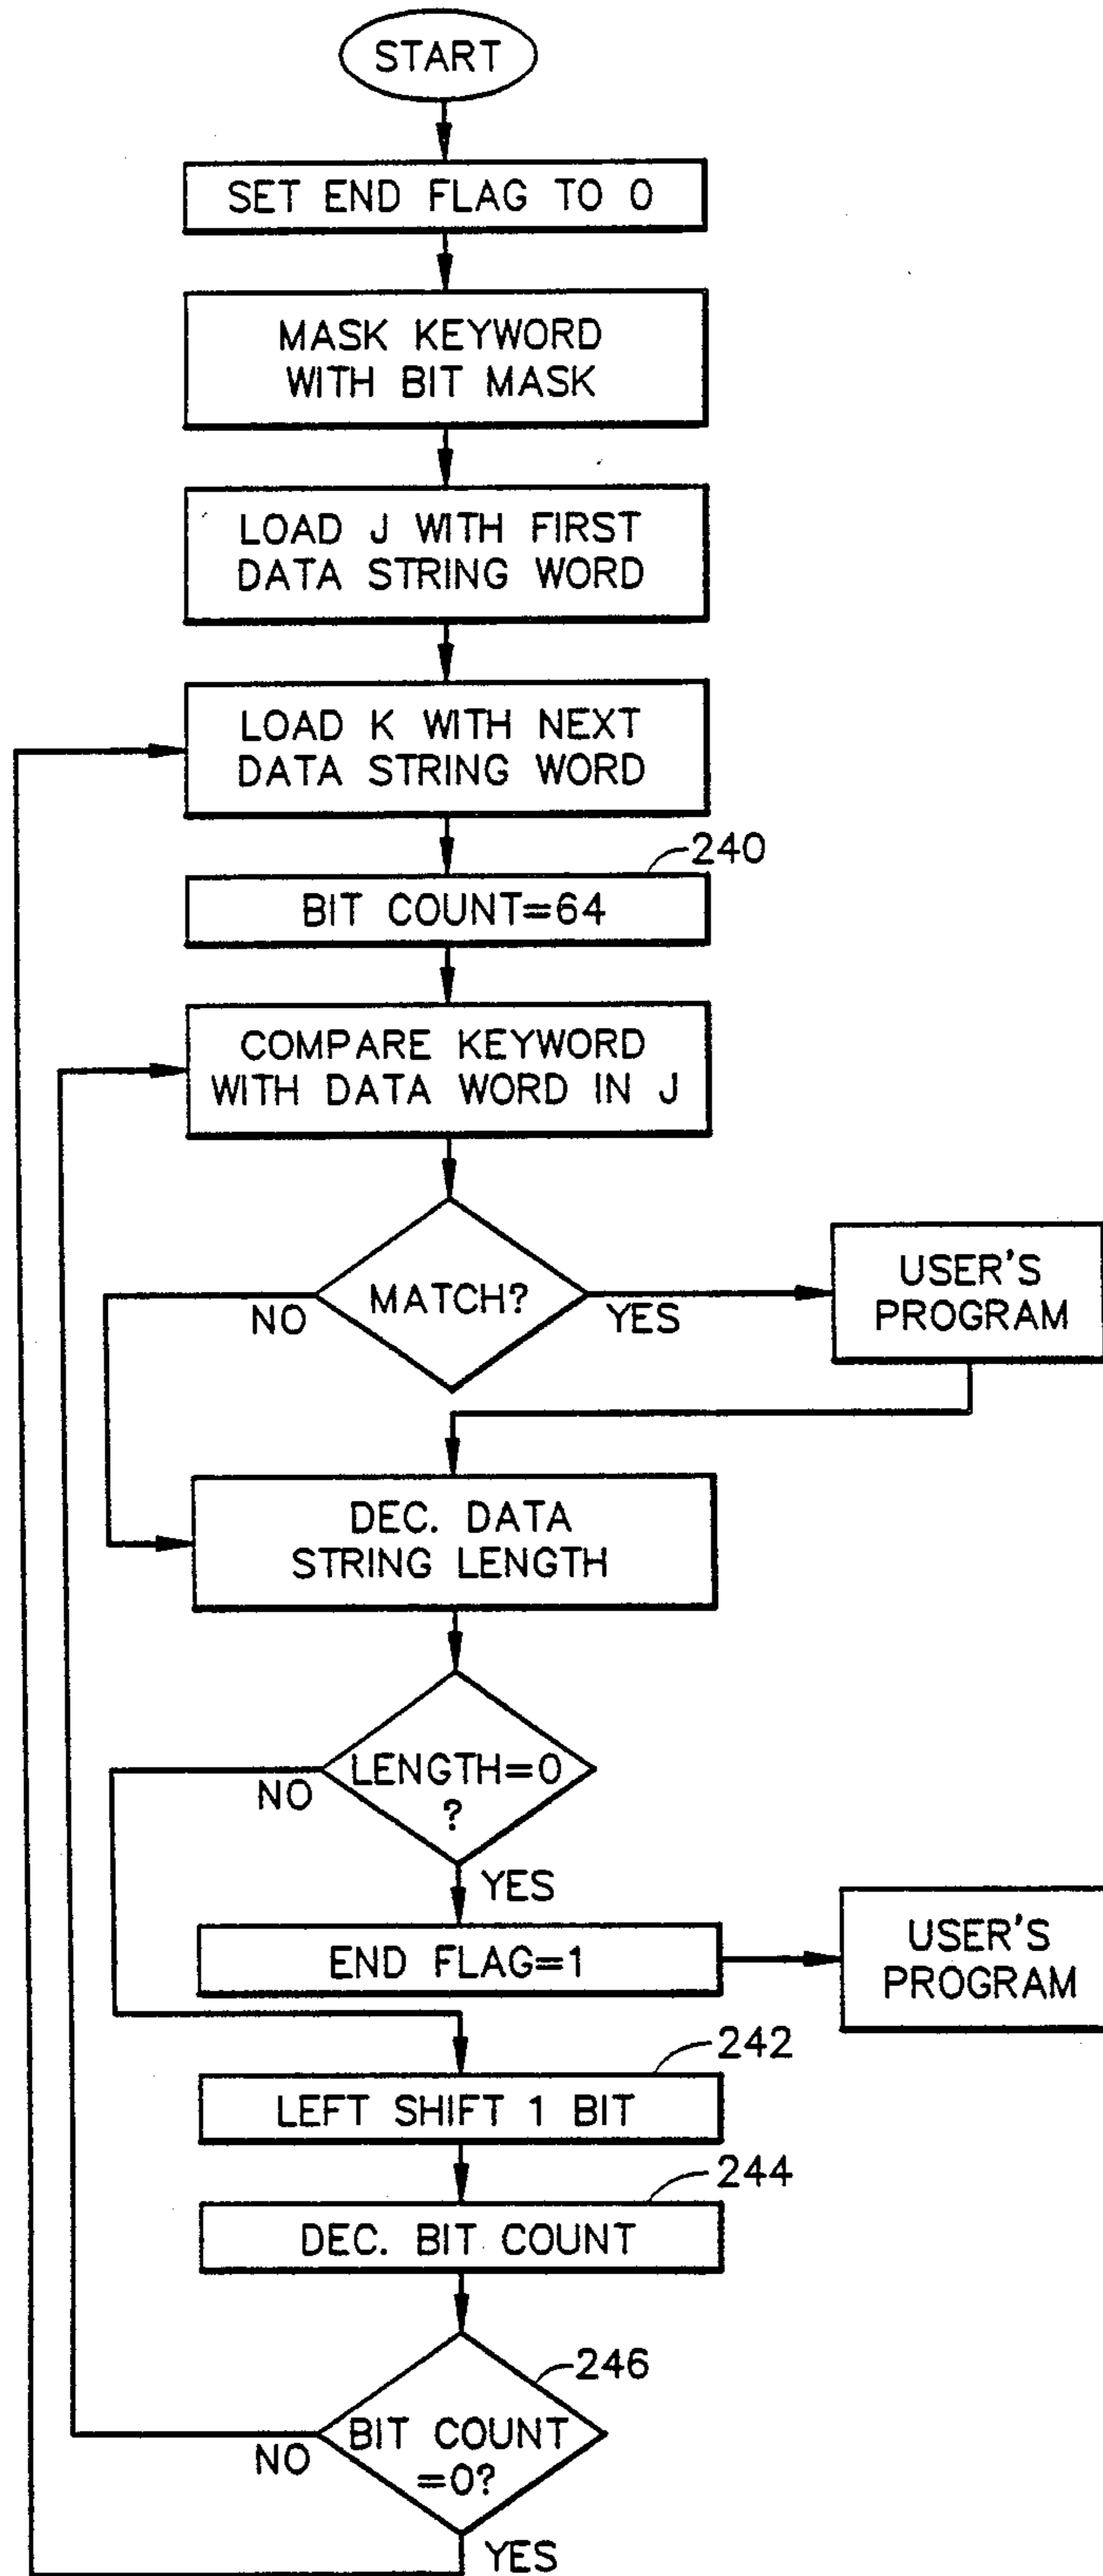 START
SET END FLAG TO 0
MASK KEYWORD
WITH BIT MASK
LOAD J WITH FIRST
DATA STRING WORD
LOAD K WITH NEXT
DATA STRING WORD
240
BIT COUNT=64
COMPARE KEYWORD
WITH DATA WORD IN J
MATCH?
NO
YES
USER'S
PROGRAM
DEC. DATA
STRING LENGTH
LENGTH=0
?
NO
YES
END FLAG=1
USER'S
PROGRAM
242
LEFT SHIFT 1 BIT
244
DEC. BIT COUNT
246
BIT COUNT
=0?
NO
YES